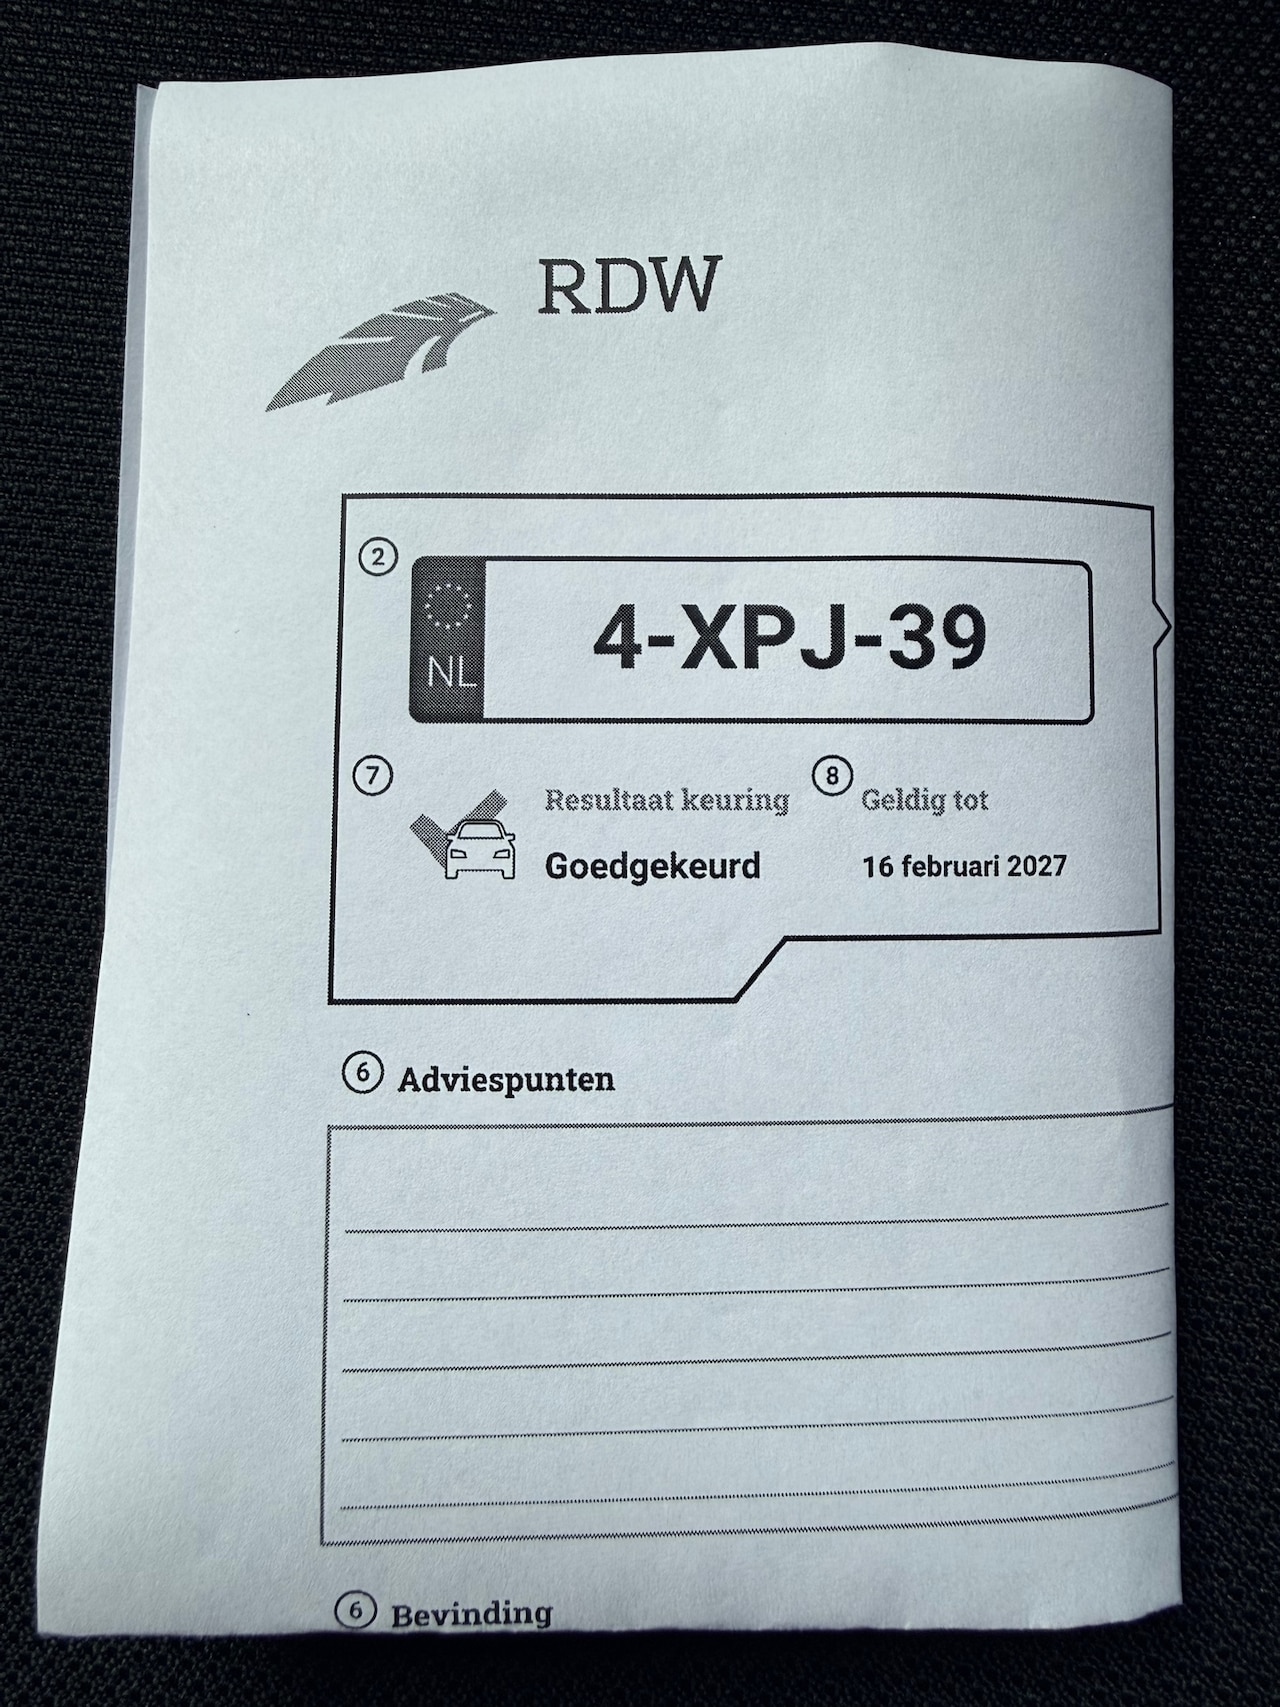 RDW
2
NL
4-XPJ-39
7
Resultaat keuring
8
Geldig tot
Goedgekeurd
16 februari 2027
6 Adviespunten
6 Bevinding